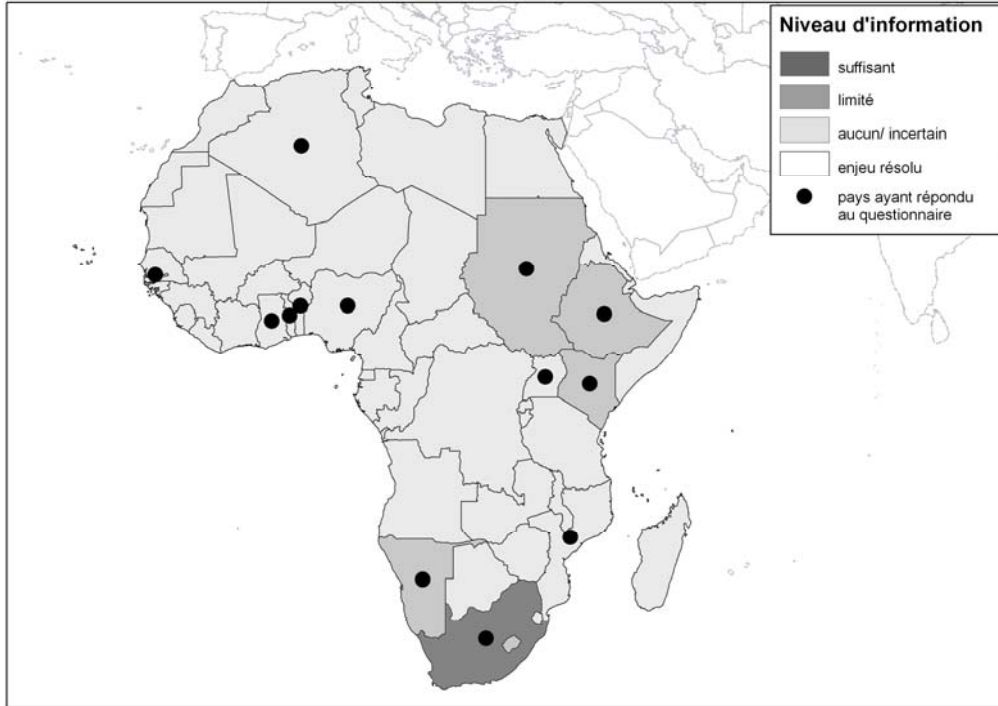 Niveau d'information
suffisant
limité
aucun/ incertain
enjeu résolu
pays ayant répondu
au questionnaire